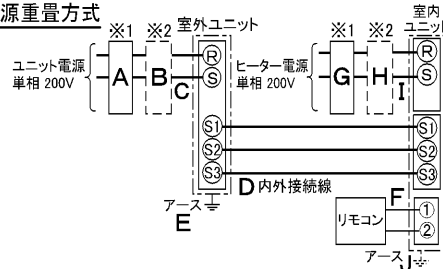 源重畳方式
※1 ※2 室外ユニット ※1 ※2 室内
ユニット
ユニット電源
単相 200V
A B C R S
ヒーター電源
単相 200V
G H I R S
S1 S1
S2 S2
S3 S3
D 内外接続線
アース
E
リモコン F ① ②
アース
J